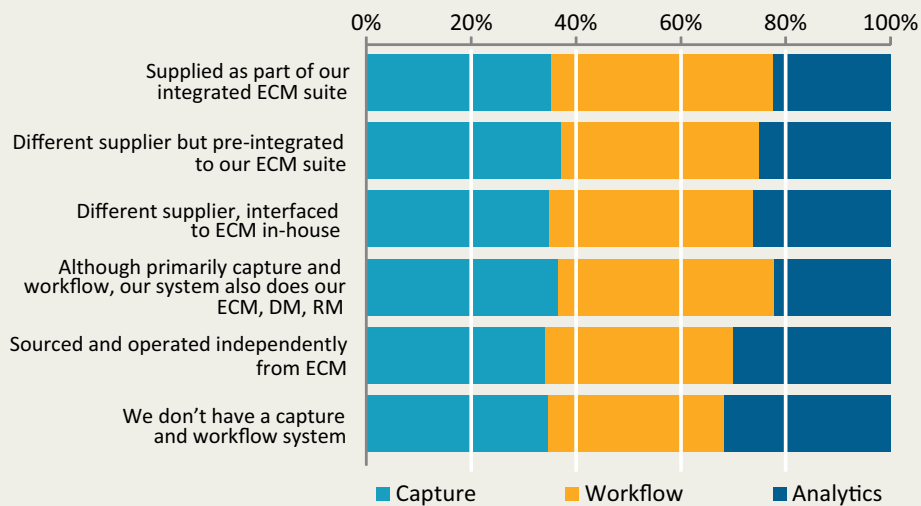 0% 20% 40% 60% 80% 100%
Supplied as part of our
integrated ECM suite
Different supplier but pre-integrated
to our ECM suite
Different supplier, interfaced
to ECM in-house
Although primarily capture and
workflow, our system also does our
ECM, DM, RM
Sourced and operated independently
from ECM
We don’t have a capture
and workflow system
Capture Workflow Analytics